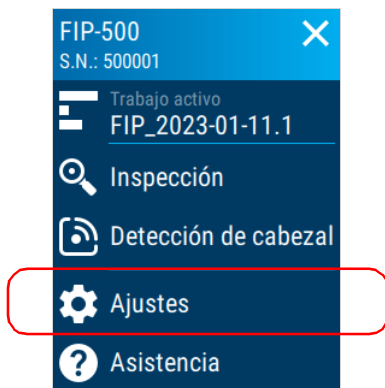 FIP-500
S.N.: 500001
Trabajo activo
FIP_2023-01-11.1
Inspección
Detección de cabezal
Ajustes
Asistencia